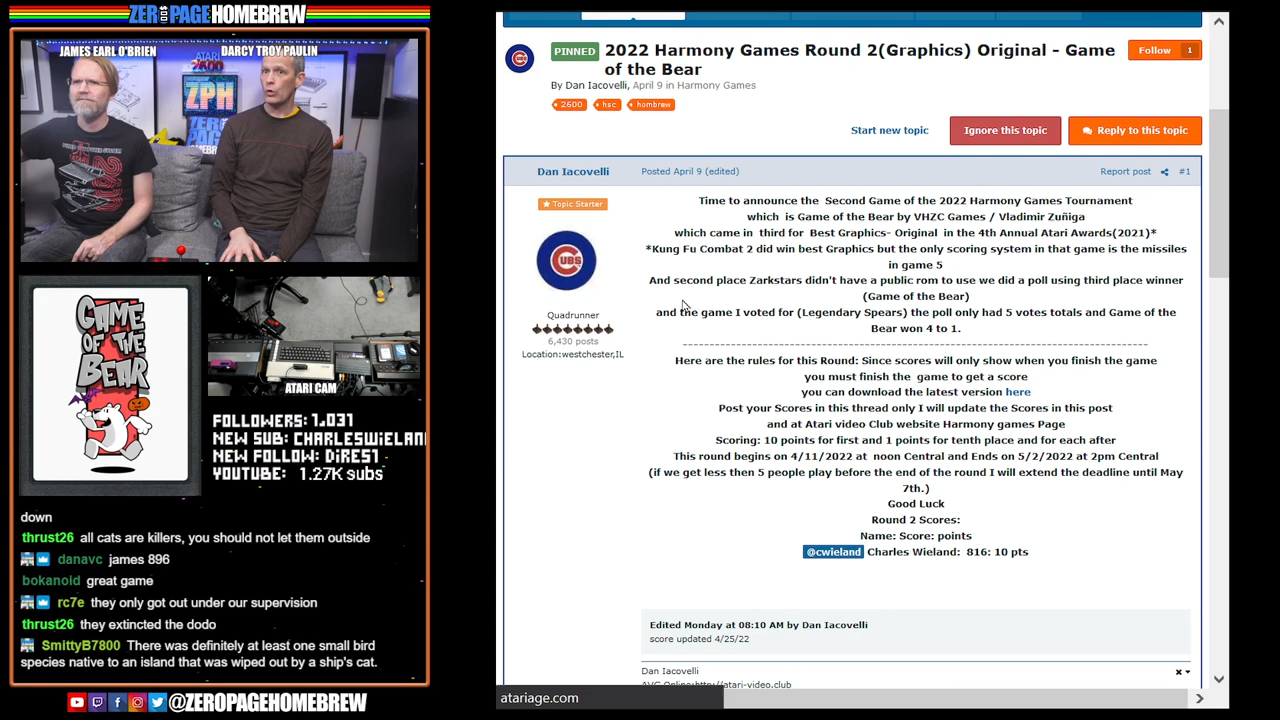 ZEROPAGEHOMEBREW
JAMES EARL O'BRIEN
DARCY TROY PAULIN
ATARI
2600
ZPH
GAME
OF THE
BEAR
ATARI CAM
FOLLOWERS: 1,031
NEW SUB: CHARLESWIELAN
NEW FOLLOW: DIREST
YOUTUBE: 1.27K subs
down
thrust26 all cats are killers, you should not let them outside
danavc james 896
bokanoid great game
rc7e they only got out under our supervision
thrust26 they extincted the dodo
SmittyB7800 There was definitely at least one small bird
species native to an island that was wiped out by a ship's cat.
@ZEROPAGEHOMEBREW
PINNED 2022 Harmony Games Round 2(Graphics) Original - Game
of the Bear
Follow 1
By Dan Iacovelli, April 9 in Harmony Games
2600 hsc hombrew
Start new topic
Ignore this topic
Reply to this topic
Dan Iacovelli
Posted April 9 (edited)
Report post #1
Topic Starter
CUBS
Quadrunner
6,430 posts
Location:westchester,IL
Time to announce the Second Game of the 2022 Harmony Games Tournament
which is Game of the Bear by VHZC Games / Vladimir Zuñiga
which came in third for Best Graphics- Original in the 4th Annual Atari Awards(2021)*
*Kung Fu Combat 2 did win best Graphics but the only scoring system in that game is the missiles
in game 5
And second place Zarkstars didn't have a public rom to use we did a poll using third place winner
(Game of the Bear)
and the game I voted for (Legendary Spears) the poll only had 5 votes totals and Game of the
Bear won 4 to 1.
--------------------------------------------------------------------------------------------
Here are the rules for this Round: Since scores will only show when you finish the game
you must finish the game to get a score
you can download the latest version here
Post your Scores in this thread only I will update the Scores in this post
and at Atari video Club website Harmony games Page
Scoring: 10 points for first and 1 points for tenth place and for each after
This round begins on 4/11/2022 at noon Central and Ends on 5/2/2022 at 2pm Central
(if we get less then 5 people play before the end of the round I will extend the deadline until May
7th.)
Good Luck
Round 2 Scores:
Name: Score: points
@cwieland Charles Wieland: 816: 10 pts
Edited Monday at 08:10 AM by Dan Iacovelli
score updated 4/25/22
Dan Iacovelli
AVC Online:http://atari-video.club
atariage.com